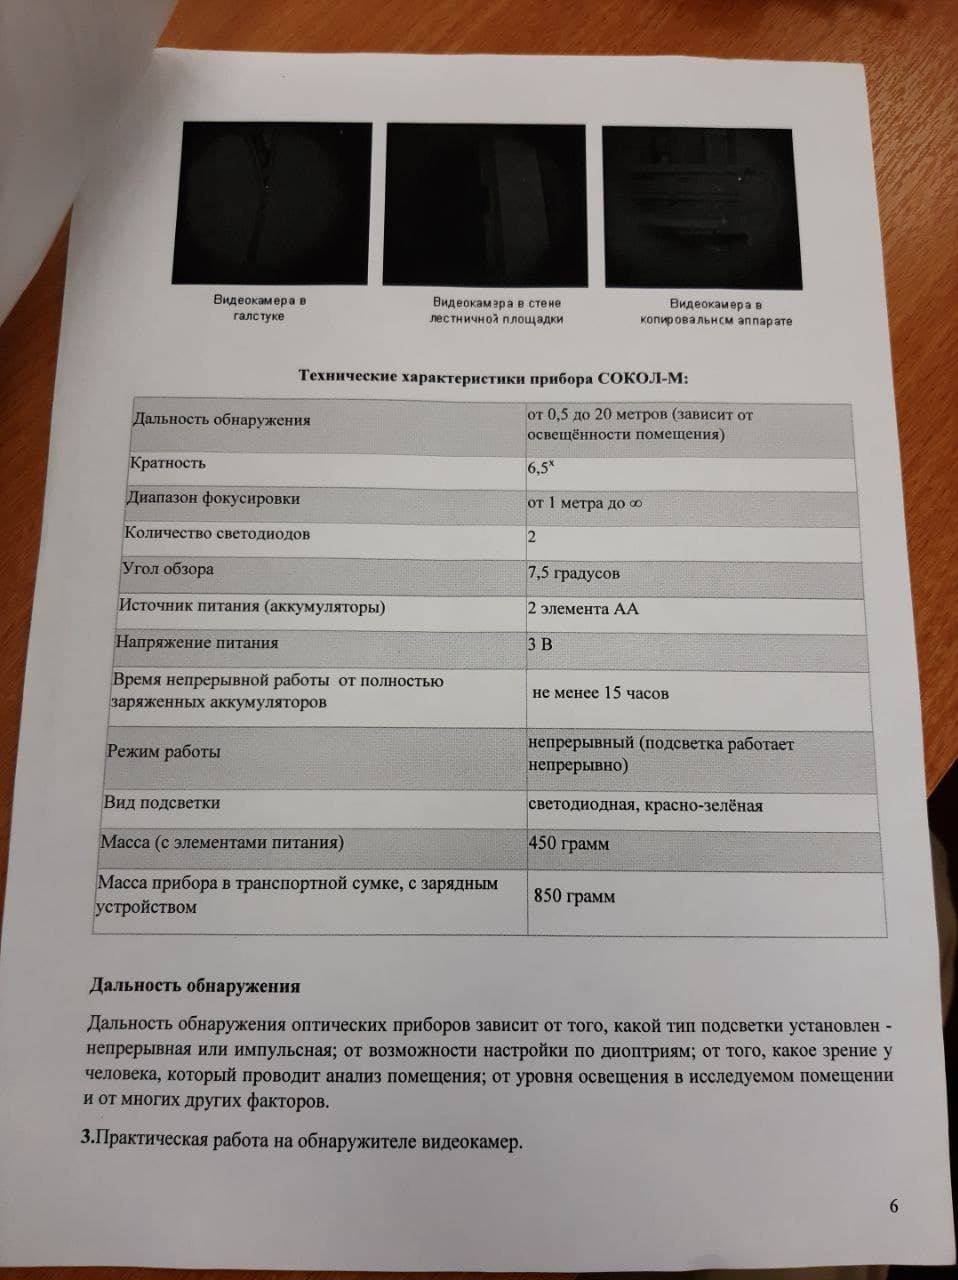 Видеокамера в
галстуке
Видеокамэра в стене
лестничной площадки
Видеокамера в
копировальнсм аппарате
Технические характеристики прибора СОКОЛ-М:
Дальность обнаружения
от 0,5 до 20 метров (зависит от
освещённости помещения)
Кратность
6,5ˣ
Диапазон фокусировки
от 1 метра до ∞
Количество светодиодов
2
Угол обзора
7,5 градусов
Источник питания (аккумуляторы)
2 элемента АА
Напряжение питания
3 В
Время непрерывной работы от полностью
заряженных аккумуляторов
не менее 15 часов
Режим работы
непрерывный (подсветка работает
непрерывно)
Вид подсветки
светодиодная, красно-зелёная
Масса (с элементами питания)
450 грамм
Масса прибора в транспортной сумке, с зарядным
устройством
850 грамм
Дальность обнаружения
Дальность обнаружения оптических приборов зависит от того, какой тип подсветки установлен -
непрерывная или импульсная; от возможности настройки по диоптриям; от того, какое зрение у
человека, который проводит анализ помещения; от уровня освещения в исследуемом помещении
и от многих других факторов.
3.Практическая работа на обнаружителе видеокамер.
6